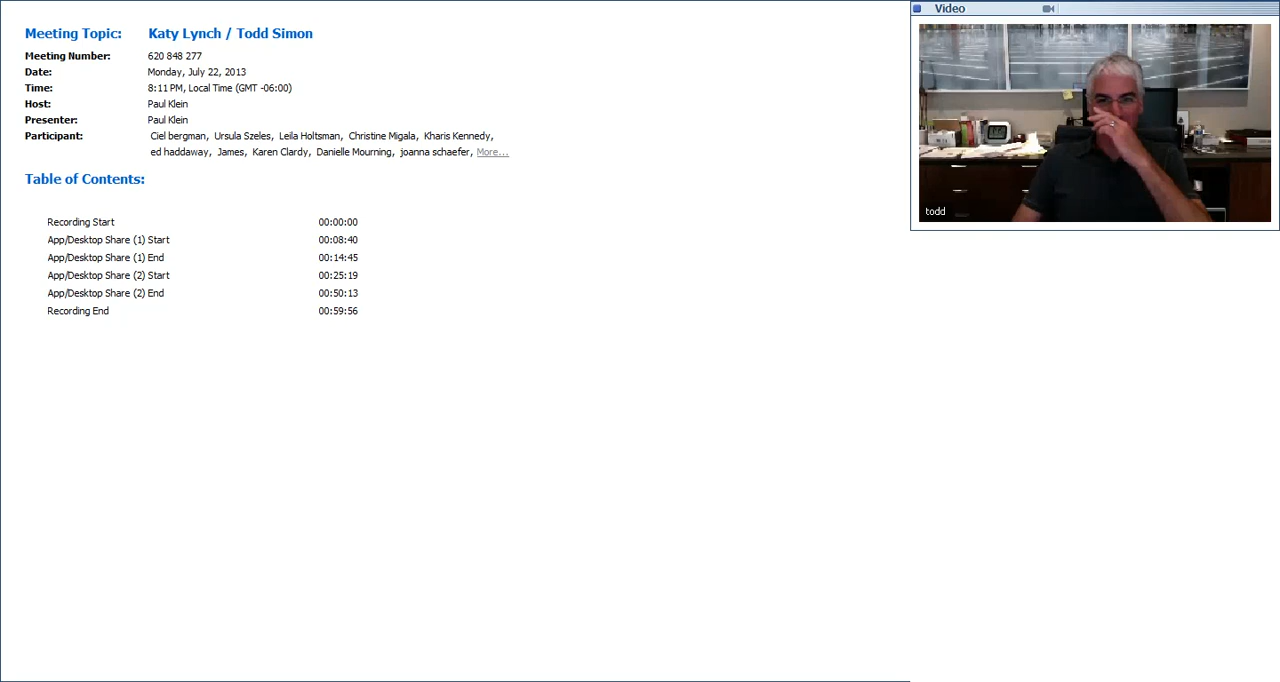 Video
Meeting Topic: Katy Lynch / Todd Simon
Meeting Number: 620 848 277
Date: Monday, July 22, 2013
Time: 8:11 PM, Local Time (GMT -06:00)
Host: Paul Klein
Presenter: Paul Klein
Participant: Ciel bergman, Ursula Szeles, Leila Holtsman, Christine Migala, Kharis Kennedy,
ed haddaway, James, Karen Clardy, Danielle Mourning, joanna schaefer, More...
Table of Contents:
Recording Start 00:00:00
App/Desktop Share (1) Start 00:08:40
App/Desktop Share (1) End 00:14:45
App/Desktop Share (2) Start 00:25:19
App/Desktop Share (2) End 00:50:13
Recording End 00:59:56
todd